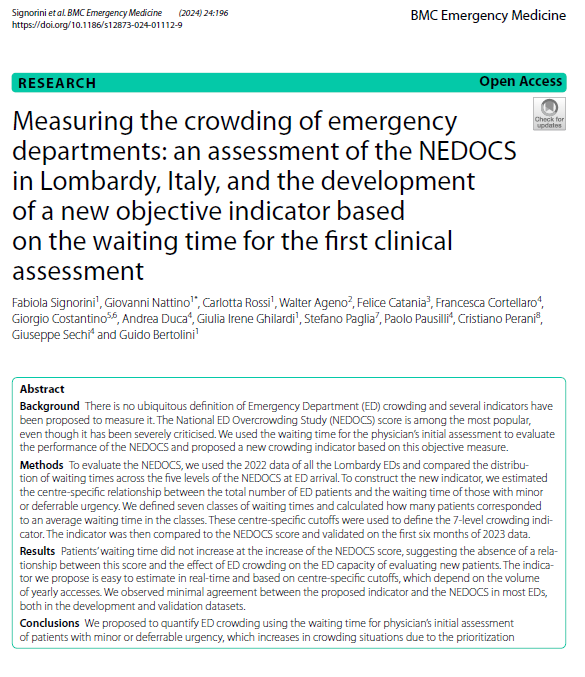 Signorini et al. BMC Emergency Medicine (2024) 24:196
https://doi.org/10.1186/s12873-024-01112-9
BMC Emergency Medicine
RESEARCH
Open Access
Check for
updates
Measuring the crowding of emergency
departments: an assessment of the NEDOCS
in Lombardy, Italy, and the development
of a new objective indicator based
on the waiting time for the first clinical
assessment
Fabiola Signorini1, Giovanni Nattino1*, Carlotta Rossi1, Walter Ageno2, Felice Catania3, Francesca Cortellaro4,
Giorgio Costantino5,6, Andrea Duca4, Giulia Irene Ghilardi1, Stefano Paglia7, Paolo Pausilli4, Cristiano Perani8,
Giuseppe Sechi4 and Guido Bertolini1
Abstract
Background There is no ubiquitous definition of Emergency Department (ED) crowding and several indicators have
been proposed to measure it. The National ED Overcrowding Study (NEDOCS) score is among the most popular,
even though it has been severely criticised. We used the waiting time for the physician's initial assessment to evaluate
the performance of the NEDOCS and proposed a new crowding indicator based on this objective measure.
Methods To evaluate the NEDOCS, we used the 2022 data of all the Lombardy EDs and compared the distribu-
tion of waiting times across the five levels of the NEDOCS at ED arrival. To construct the new indicator, we estimated
the centre-specific relationship between the total number of ED patients and the waiting time of those with minor
or deferrable urgency. We defined seven classes of waiting times and calculated how many patients corresponded
to an average waiting time in the classes. These centre-specific cutoffs were used to define the 7-level crowding indi-
cator. The indicator was then compared to the NEDOCS score and validated on the first six months of 2023 data.
Results Patients' waiting time did not increase at the increase of the NEDOCS score, suggesting the absence of a rela-
tionship between this score and the effect of ED crowding on the ED capacity of evaluating new patients. The indica-
tor we propose is easy to estimate in real-time and based on centre-specific cutoffs, which depend on the volume
of yearly accesses. We observed minimal agreement between the proposed indicator and the NEDOCS in most EDs,
both in the development and validation datasets.
Conclusions We proposed to quantify ED crowding using the waiting time for physician's initial assessment
of patients with minor or deferrable urgency, which increases in crowding situations due to the prioritization